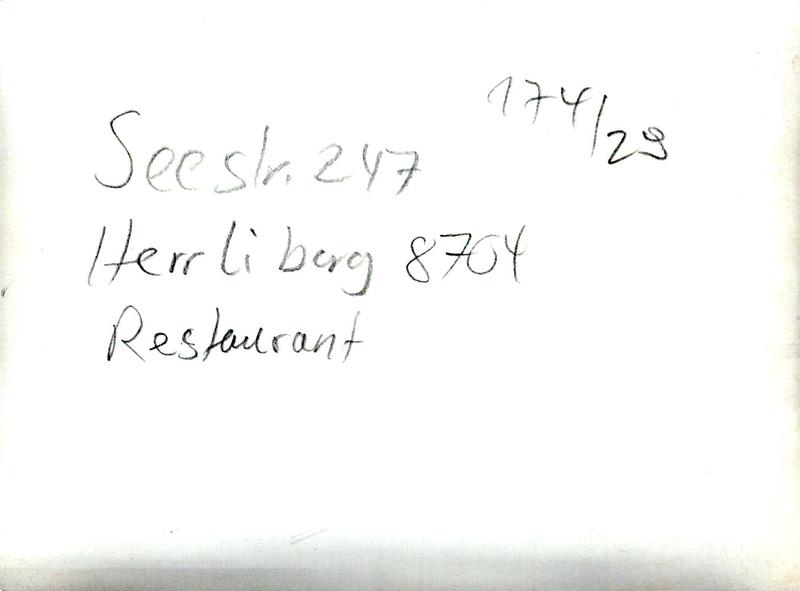 174/29
Seestr. 247
Herrliberg 8704
Restaurant